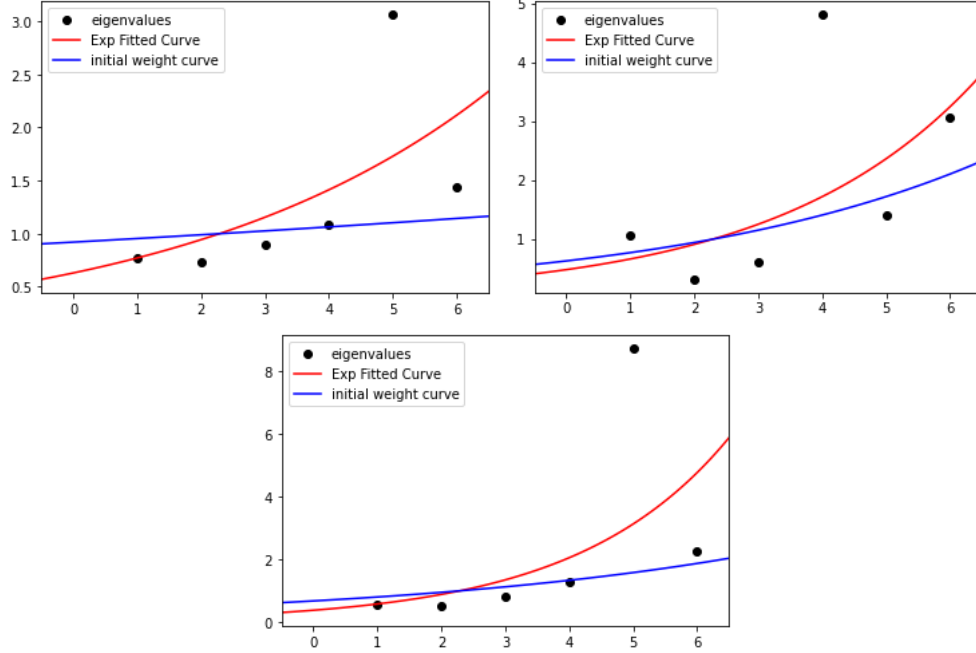 eigenvalues
Exp Fitted Curve
initial weight curve
3.0
2.5
2.0
1.5
1.0
0.5
0 1 2 3 4 5 6
eigenvalues
Exp Fitted Curve
initial weight curve
5
4
3
2
1
0 1 2 3 4 5 6
eigenvalues
Exp Fitted Curve
initial weight curve
8
6
4
2
0
0 1 2 3 4 5 6